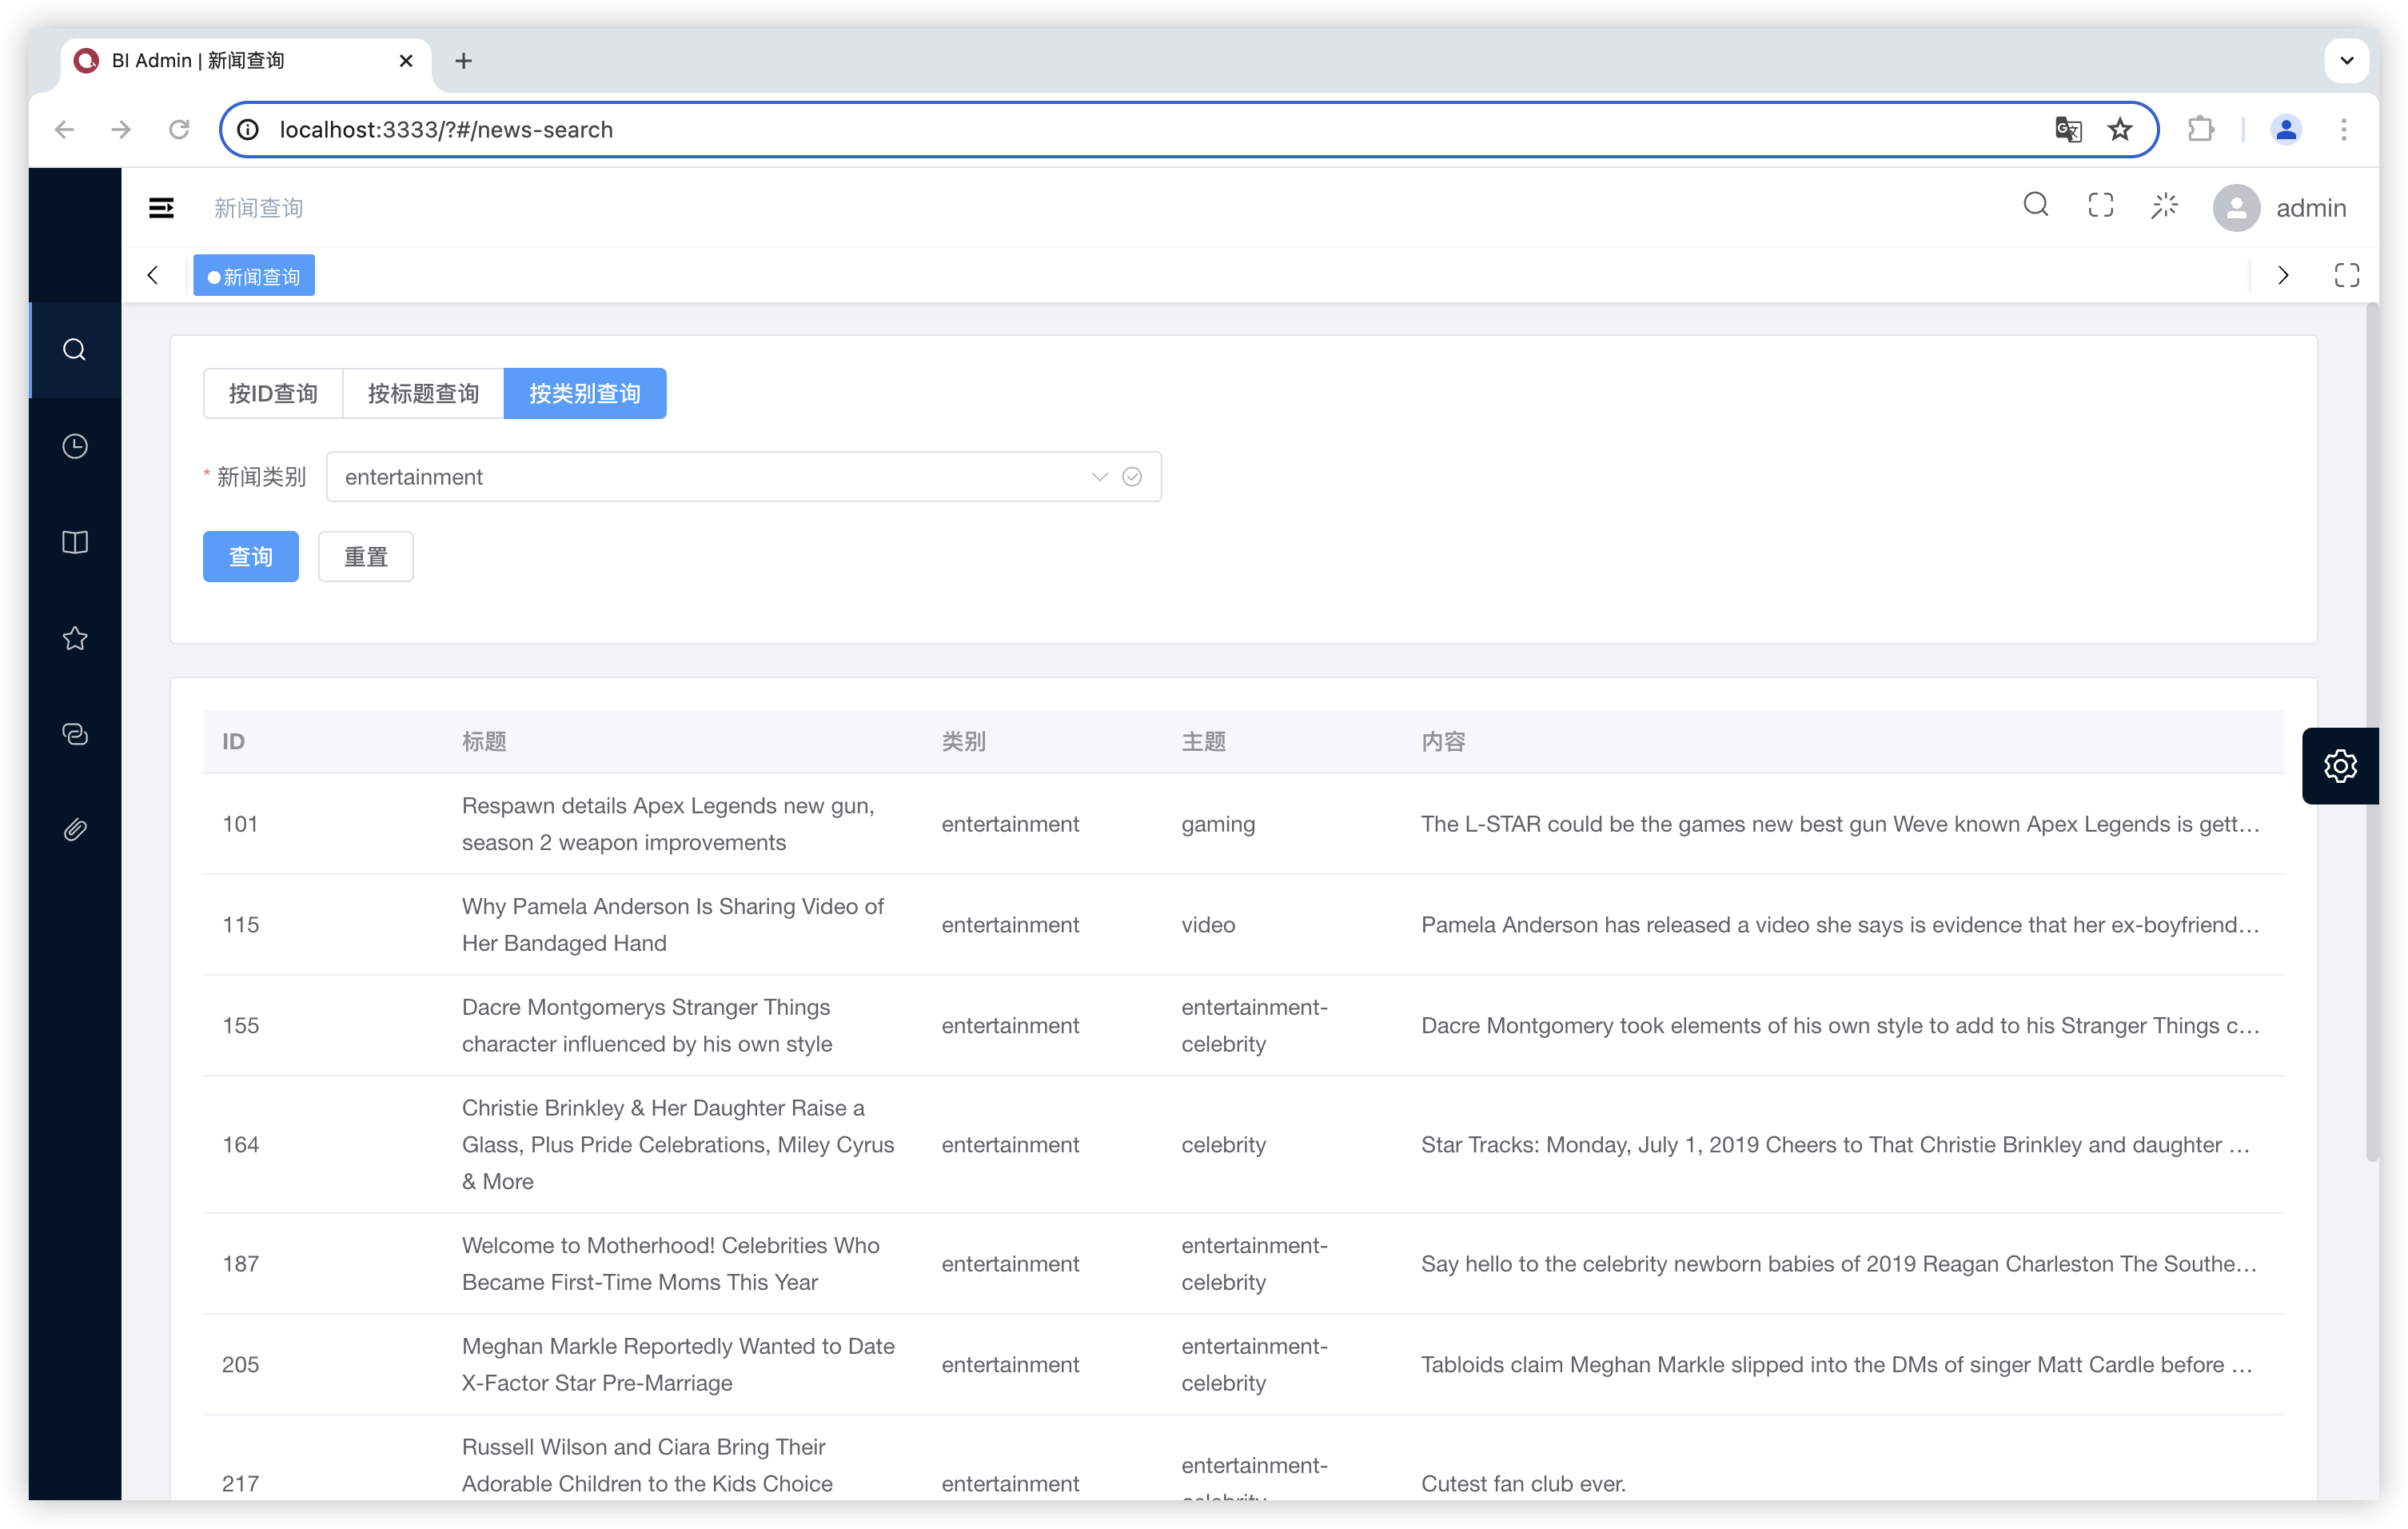 BI Admin | 新闻查询
localhost:3333/?#/news-search
新闻查询
admin
新闻查询
按ID查询 按标题查询 按类别查询
* 新闻类别 entertainment
查询 重置
ID 标题 类别 主题 内容
101 Respawn details Apex Legends new gun, season 2 weapon improvements entertainment gaming The L-STAR could be the games new best gun Weve known Apex Legends is gett…
115 Why Pamela Anderson Is Sharing Video of Her Bandaged Hand entertainment video Pamela Anderson has released a video she says is evidence that her ex-boyfriend…
155 Dacre Montgomerys Stranger Things character influenced by his own style entertainment entertainment-celebrity Dacre Montgomery took elements of his own style to add to his Stranger Things c…
164 Christie Brinkley & Her Daughter Raise a Glass, Plus Pride Celebrations, Miley Cyrus & More entertainment celebrity Star Tracks: Monday, July 1, 2019 Cheers to That Christie Brinkley and daughter …
187 Welcome to Motherhood! Celebrities Who Became First-Time Moms This Year entertainment entertainment-celebrity Say hello to the celebrity newborn babies of 2019 Reagan Charleston The Southe…
205 Meghan Markle Reportedly Wanted to Date X-Factor Star Pre-Marriage entertainment entertainment-celebrity Tabloids claim Meghan Markle slipped into the DMs of singer Matt Cardle before …
217 Russell Wilson and Ciara Bring Their Adorable Children to the Kids Choice entertainment entertainment- Cutest fan club ever.